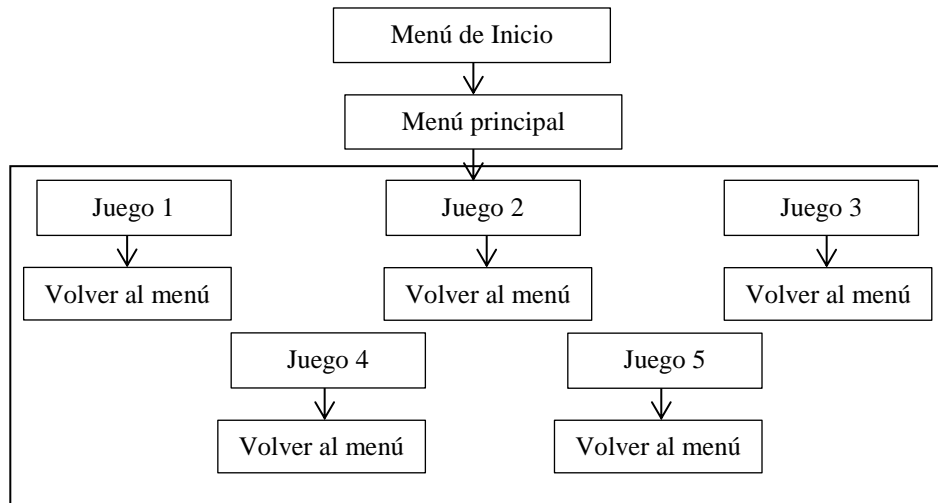 Menú de Inicio
Menú principal
Juego 1
Juego 2
Juego 3
Volver al menú
Volver al menú
Volver al menú
Juego 4
Juego 5
Volver al menú
Volver al menú